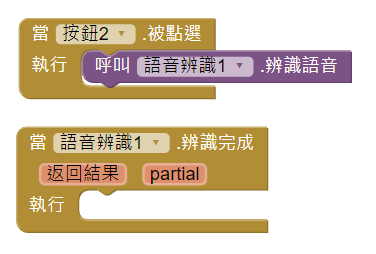 當 按鈕2 .被點選
執行 呼叫 語音辨識1 .辨識語音
當 語音辨識1 .辨識完成
返回結果 partial
執行